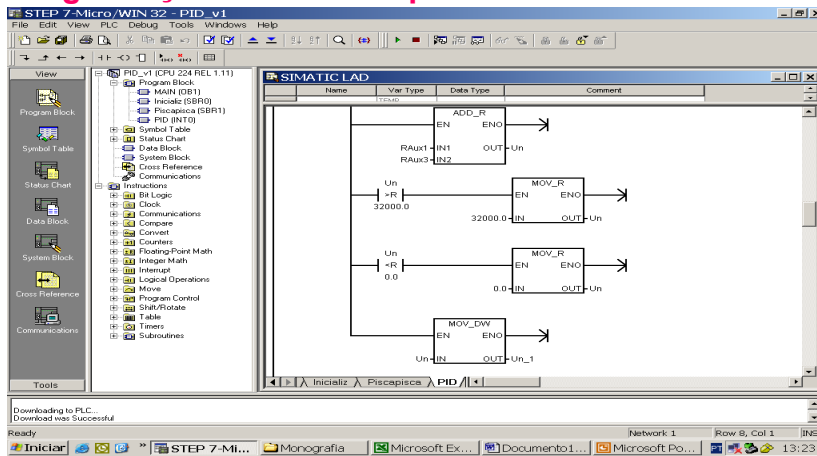 STEP 7-Micro/WIN 32 - PID_v1
File Edit View PLC Debug Tools Windows Help
View
Program Block
Symbol Table
Status Chart
Data Block
System Block
Cross Reference
Communications
Tools
PID_v1 (CPU 224 REL 1.11)
Program Block
MAIN (OB1)
Inicializ (SBR0)
Piscapisca (SBR1)
PID (INT0)
Symbol Table
Status Chart
Data Block
System Block
Cross Reference
Communications
Instructions
Bit Logic
Clock
Communications
Compare
Convert
Counters
Floating-Point Math
Integer Math
Interrupt
Logical Operations
Move
Program Control
Shift/Rotate
Table
Timers
Subroutines
SIMATIC LAD
Name Var Type Data Type Comment
TEMP
ADD_R
EN ENO
RAux1 IN1 OUT Un
RAux3 IN2
Un
>R
32000.0
MOV_R
EN ENO
32000.0 IN OUT Un
Un
<R
0.0
MOV_R
EN ENO
0.0 IN OUT Un
MOV_DW
EN ENO
Un IN OUT Un_1
Inicializ Piscapisca PID
Downloading to PLC...
Download was Successful
Ready Network 1 Row 8, Col 1 INS
Iniciar » STEP 7-Mi... Monografia Microsoft Ex... Documento1... Microsoft Po... 13:23